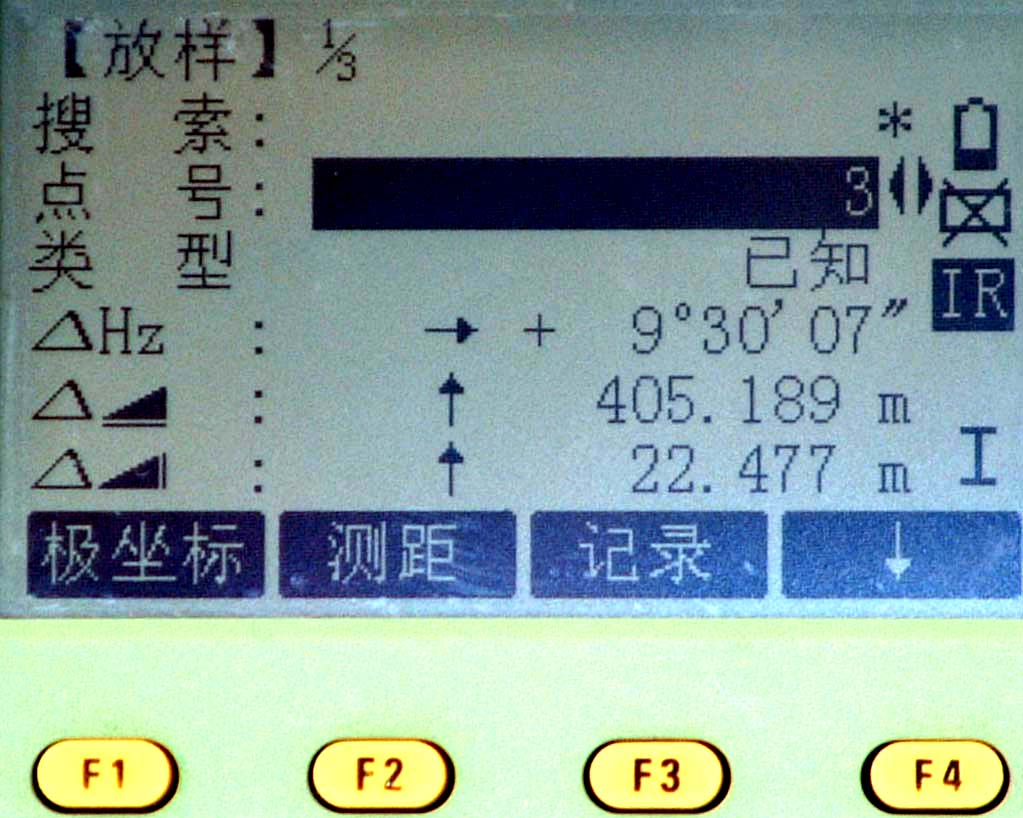 【放样】 1/3
搜 索: *
点 号: 3
类 型 已知
IR
△Hz : → + 9°30′07″
△ : ↑ 405.189 m
△ : ↑ 22.477 m
I
极坐标 测距 记录 ↓
F1 F2 F3 F4